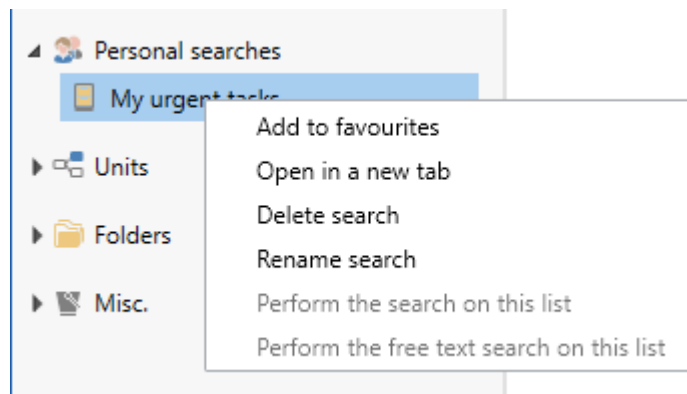 Personal searches
My urgent tasks
Add to favourites
Open in a new tab
Delete search
Rename search
Perform the search on this list
Perform the free text search on this list
Units
Folders
Misc.